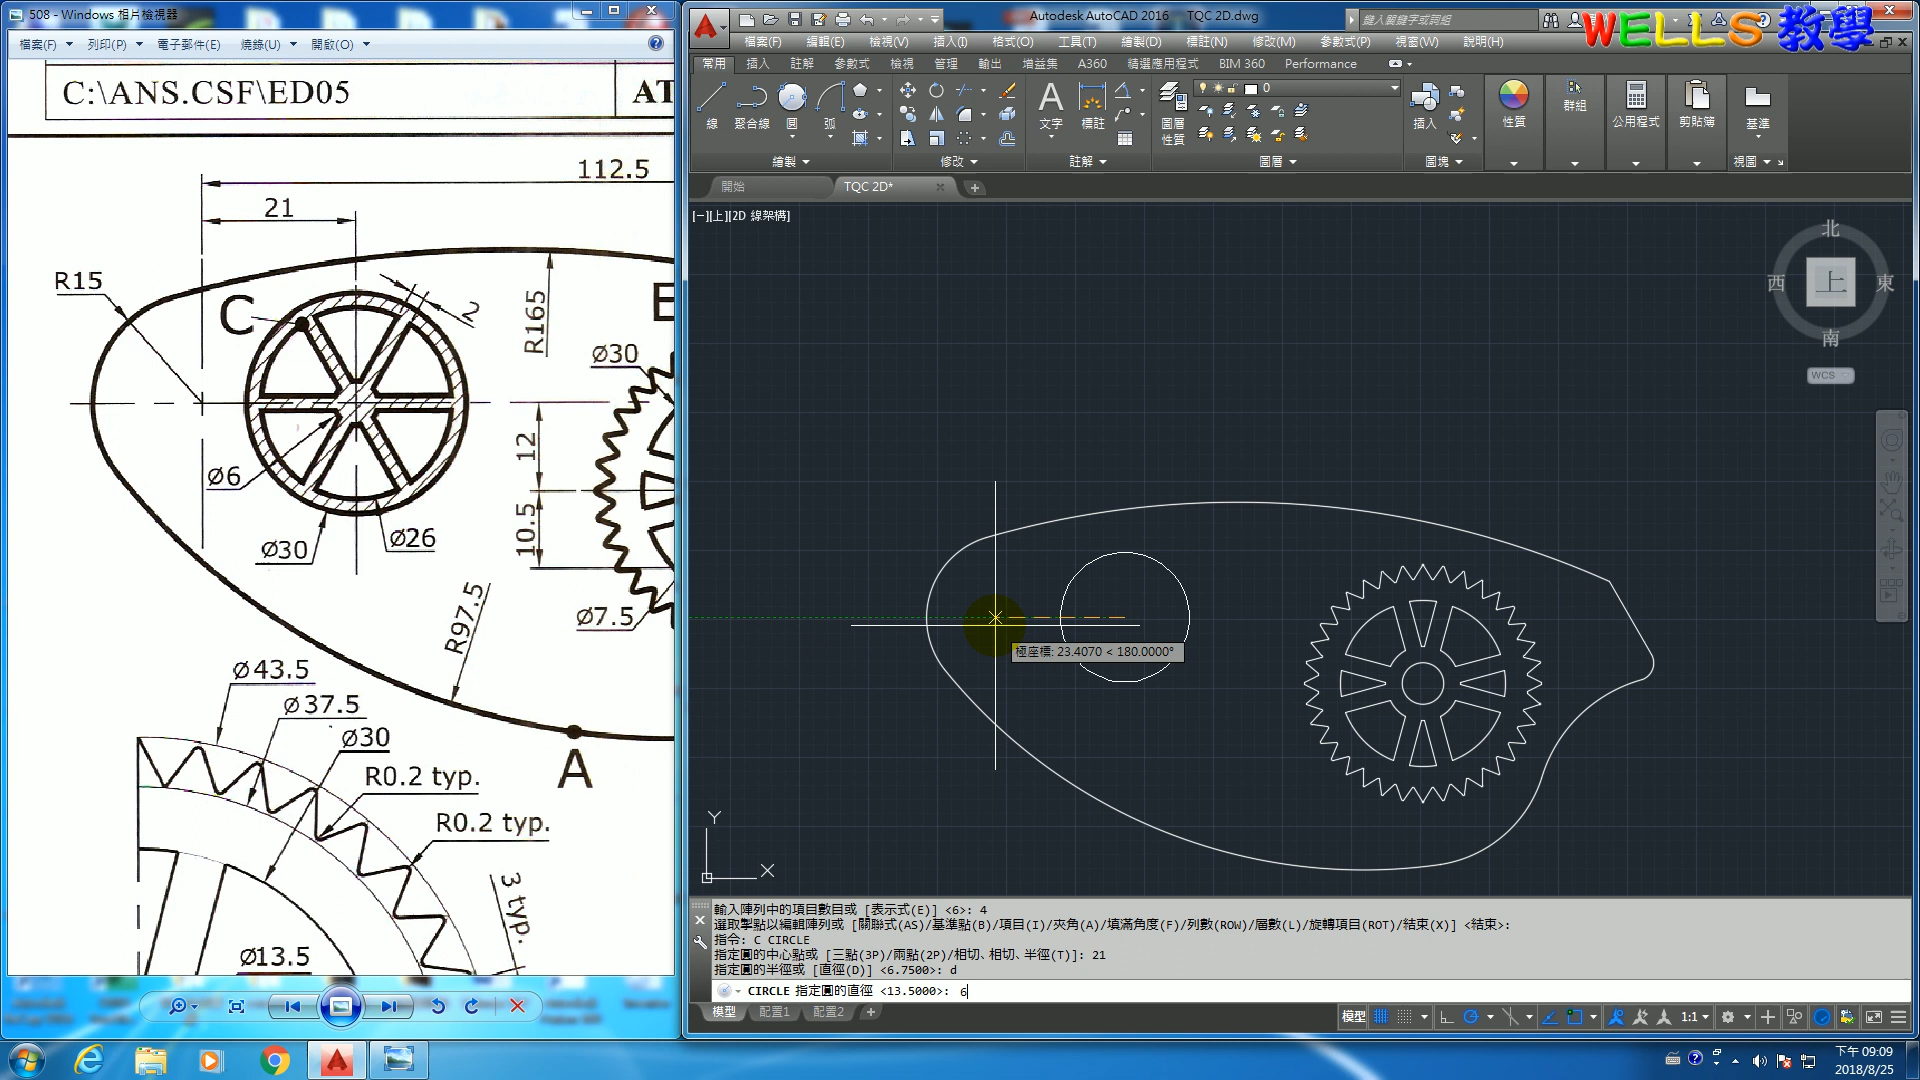 508 - Windows 相片檢視器
檔案(F)
列印(P)
電子郵件(E)
燒錄(U)
開啟(O)
C:\ANS.CSF\ED05
AT
112.5
21
R15
C
2
R165
E
Ø30
12
Ø6
10.5
Ø30
Ø26
Ø7.5
R97.5
Ø43.5
Ø37.5
Ø30
A
R0.2 typ.
R0.2 typ.
3 typ.
Ø13.5
Autodesk AutoCAD 2016 TQC 2D.dwg
鍵入關鍵字或詞組
WELLS 教學
檔案(F)
編輯(E)
檢視(V)
插入(I)
格式(O)
工具(T)
繪製(D)
標註(N)
修改(M)
參數式(P)
視窗(W)
說明(H)
常用
插入
註解
參數式
檢視
管理
輸出
增益集
A360
精選應用程式
BIM 360
Performance
線
聚合線
圓
弧
文字
標註
圖層
性質
0
插入
性質
群組
公用程式
剪貼簿
基準
繪製
修改
註解
圖層
圖塊
視圖
開始
TQC 2D*
[−][上][2D 線架構]
北
西
上
東
南
WCS
極座標: 23.4070 < 180.0000°
Y
X
輸入陣列中的項目數目或 [表示式(E)] <6>: 4
選取掣點以編輯陣列或 [關聯式(AS)/基準點(B)/項目(I)/夾角(A)/填滿角度(F)/列數(ROW)/層數(L)/旋轉項目(ROT)/結束(X)] <結束>:
指令: C CIRCLE
指定圓的中心點或 [三點(3P)/兩點(2P)/相切、相切、半徑(T)]: 21
指定圓的半徑或 [直徑(D)] <6.7500>: d
CIRCLE 指定圓的直徑 <13.5000>: 6
模型
配置1
配置2
模型
1:1
下午 09:09
2018/8/25